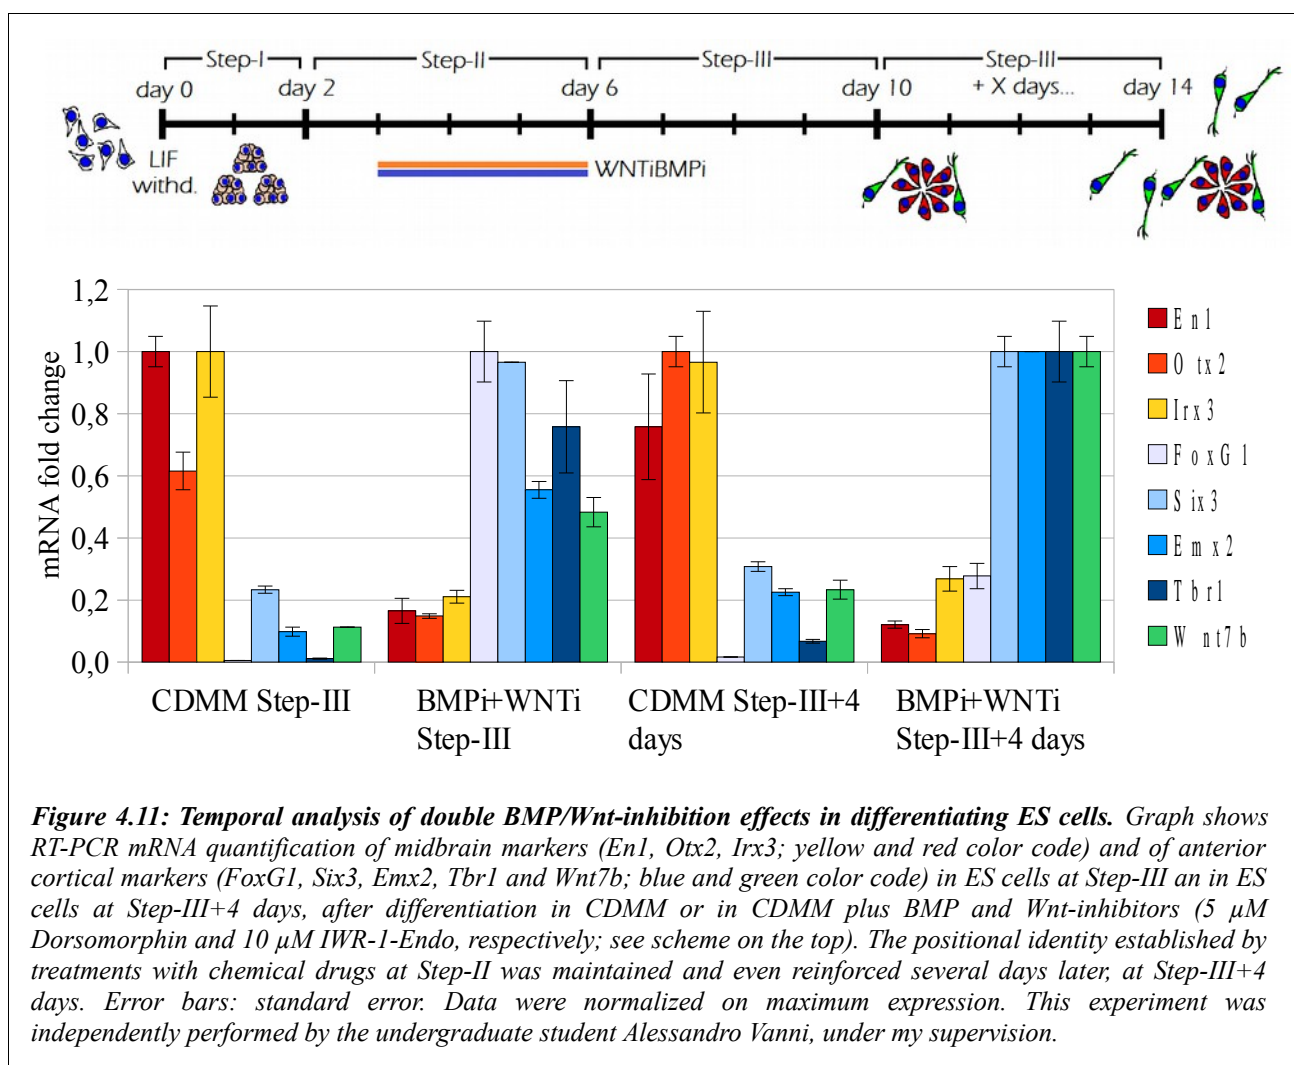 Step-I Step-II Step-III Step-III
day 0 day 2 day 6 day 10 + X days... day 14
LIF
withd.
WNTiBMPi
1,2
1,0
0,8
0,6
0,4
0,2
0,0
mRNA fold change
En1
Otx2
Irx3
FoxG1
Six3
Emx2
Tbr1
Wnt7b
CDMM Step-III
BMPi+WNTi
Step-III
CDMM Step-III+4
days
BMPi+WNTi
Step-III+4 days
Figure 4.11: Temporal analysis of double BMP/Wnt-inhibition effects in differentiating ES cells. Graph shows
RT-PCR mRNA quantification of midbrain markers (En1, Otx2, Irx3; yellow and red color code) and of anterior
cortical markers (FoxG1, Six3, Emx2, Tbr1 and Wnt7b; blue and green color code) in ES cells at Step-III an in ES
cells at Step-III+4 days, after differentiation in CDMM or in CDMM plus BMP and Wnt-inhibitors (5 µM
Dorsomorphin and 10 µM IWR-1-Endo, respectively; see scheme on the top). The positional identity established by
treatments with chemical drugs at Step-II was maintained and even reinforced several days later, at Step-III+4
days. Error bars: standard error. Data were normalized on maximum expression. This experiment was
independently performed by the undergraduate student Alessandro Vanni, under my supervision.